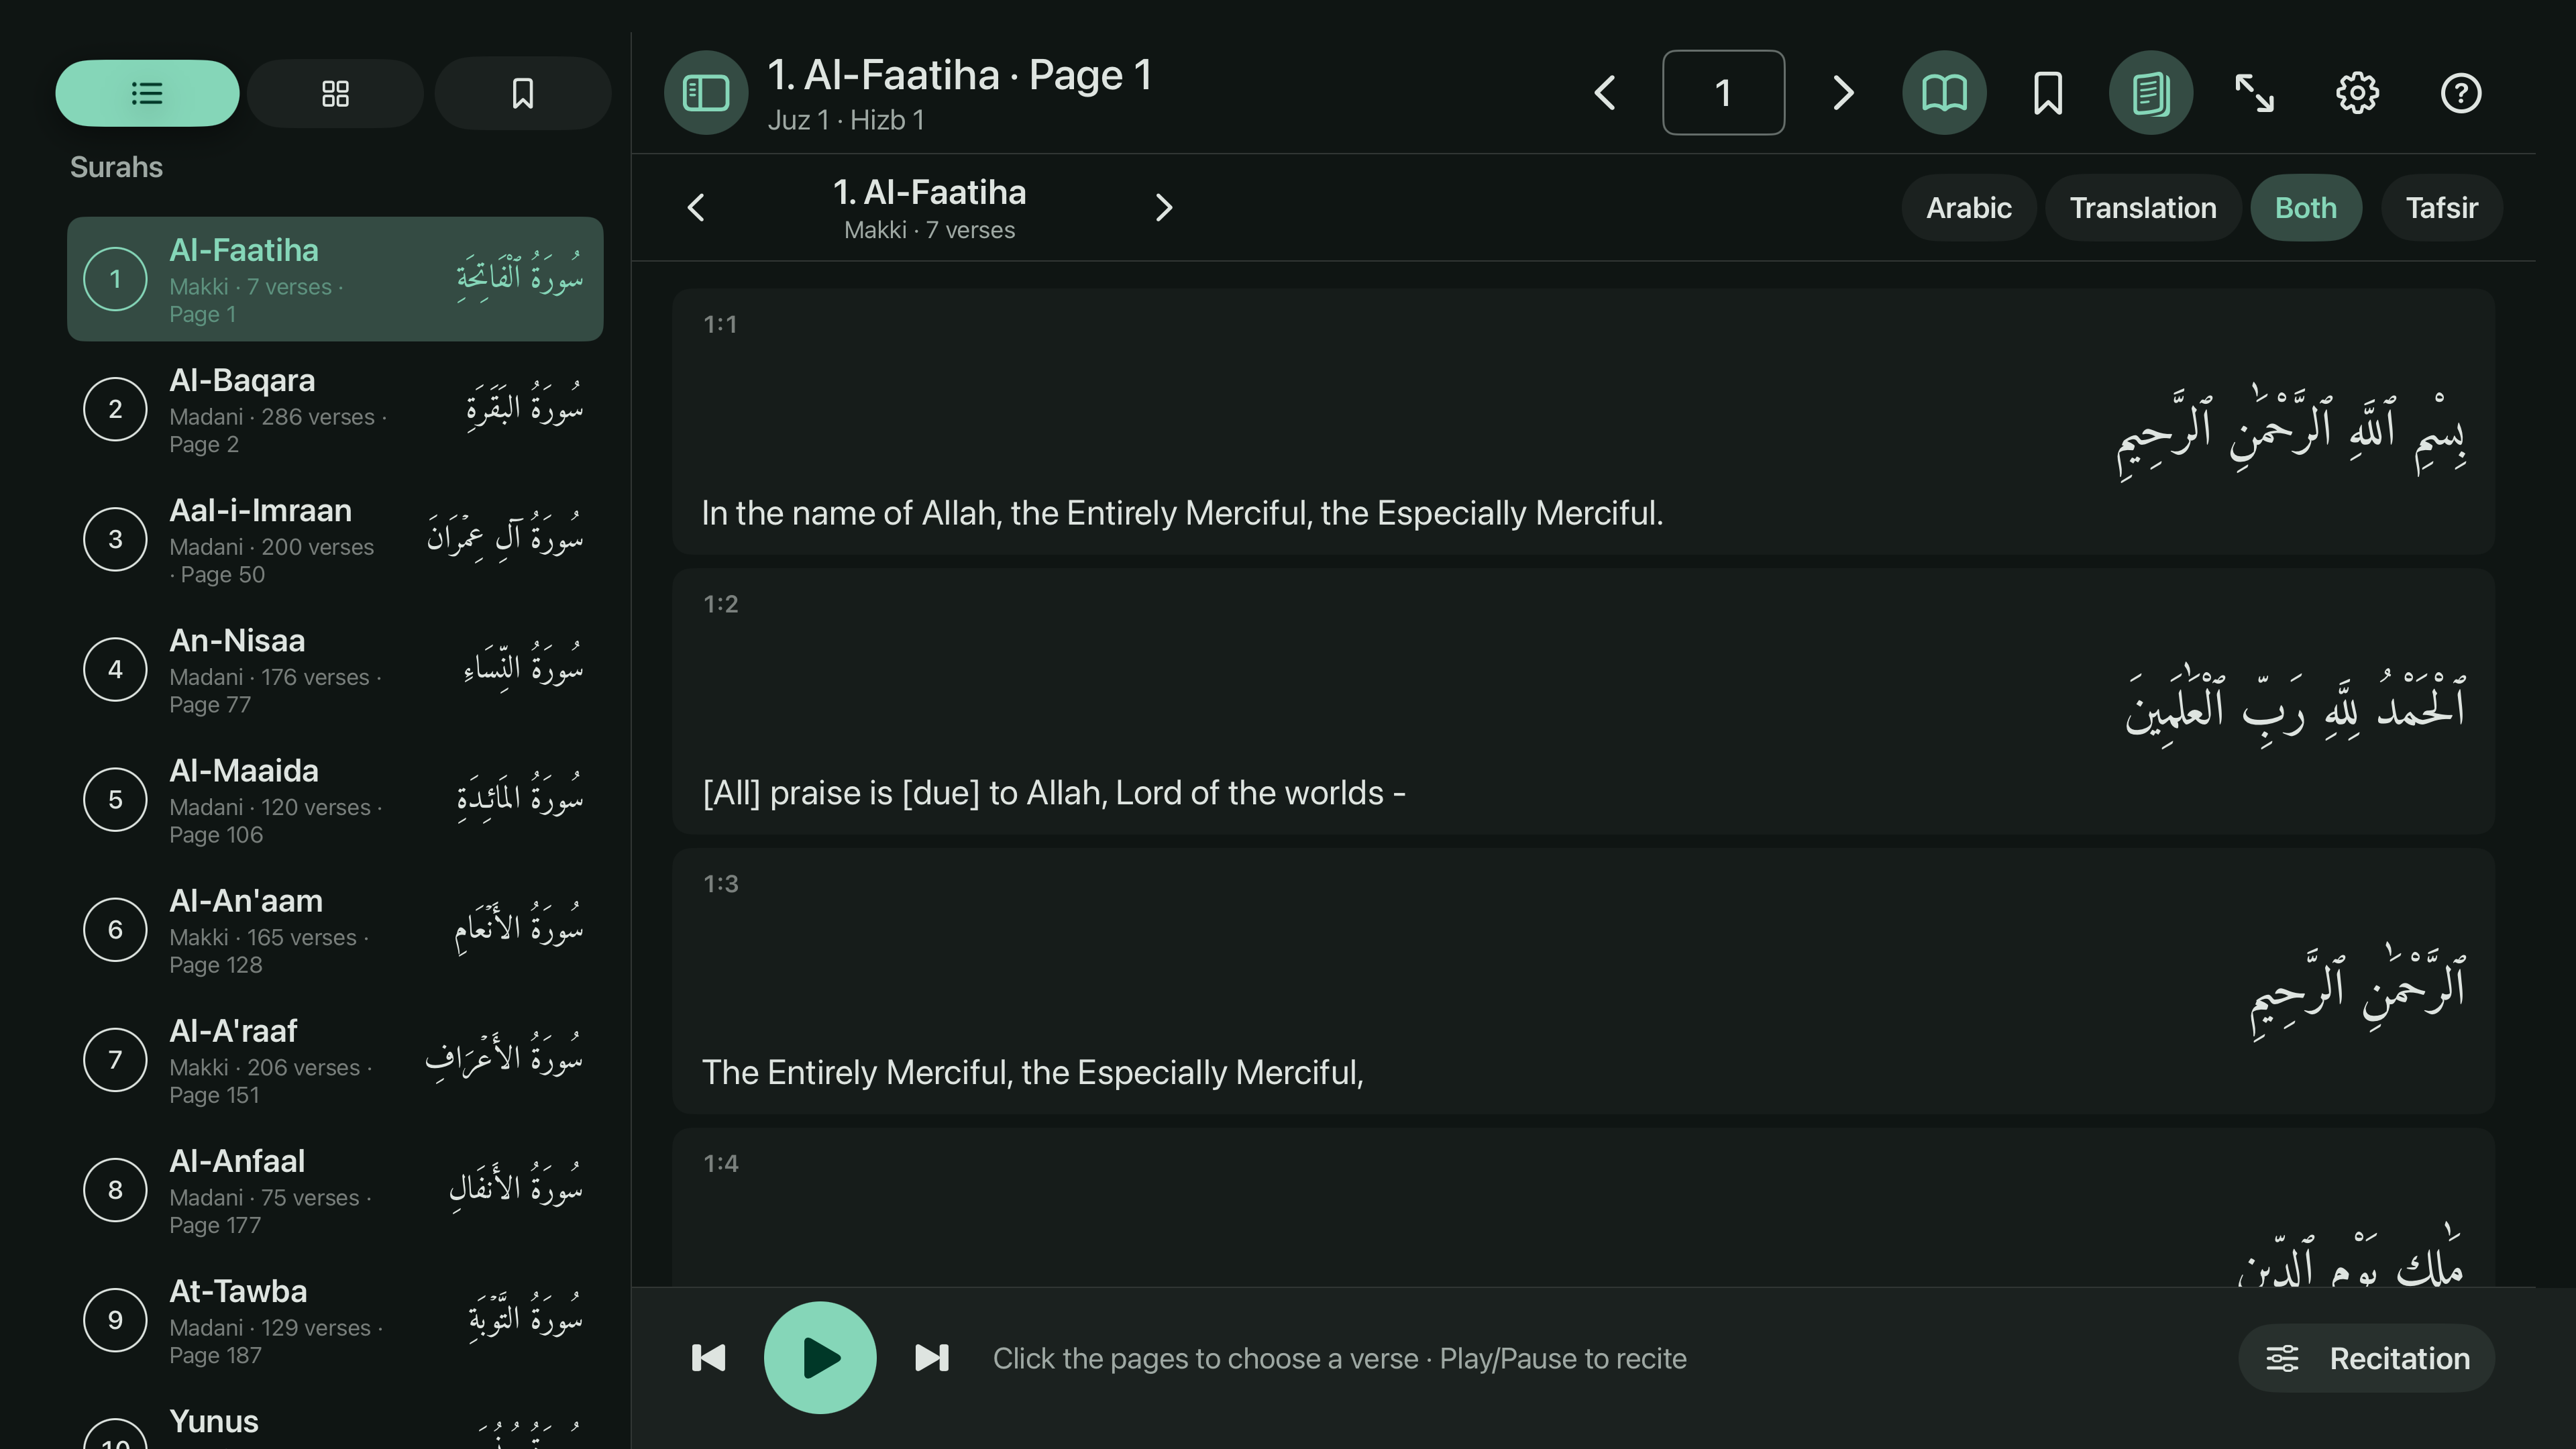 Surahs
1
Al-Faatiha
Makki · 7 verses ·
Page 1
سُورَةُ ٱلْفَاتِحَةِ
2
Al-Baqara
Madani · 286 verses ·
Page 2
سُورَةُ البَقَرَةِ
3
Aal-i-Imraan
Madani · 200 verses
· Page 50
سُورَةُ آلِ عِمۡرَانَ
4
An-Nisaa
Madani · 176 verses ·
Page 77
سُورَةُ النِّسَاءِ
5
Al-Maaida
Madani · 120 verses ·
Page 106
سُورَةُ المَائـِدَةِ
6
Al-An'aam
Makki · 165 verses ·
Page 128
سُورَةُ الأَنۡعَامِ
7
Al-A'raaf
Makki · 206 verses ·
Page 151
سُورَةُ الأَعۡرَافِ
8
Al-Anfaal
Madani · 75 verses ·
Page 177
سُورَةُ الأَنفَالِ
9
At-Tawba
Madani · 129 verses ·
Page 187
سُورَةُ التَّوۡبَةِ
Yunus
1. Al-Faatiha · Page 1
Juz 1 · Hizb 1
1
?
1. Al-Faatiha
Makki · 7 verses
Arabic
Translation
Both
Tafsir
1:1
بِسْمِ ٱللَّهِ ٱلرَّحْمَـٰنِ ٱلرَّحِيمِ
In the name of Allah, the Entirely Merciful, the Especially Merciful.
1:2
ٱلْحَمْدُ لِلَّهِ رَبِّ ٱلْعَـٰلَمِينَ
[All] praise is [due] to Allah, Lord of the worlds -
1:3
ٱلرَّحْمَـٰنِ ٱلرَّحِيمِ
The Entirely Merciful, the Especially Merciful,
1:4
مَـٰلِكِ يَوْمِ ٱلدِّينِ
Click the pages to choose a verse · Play/Pause to recite
Recitation